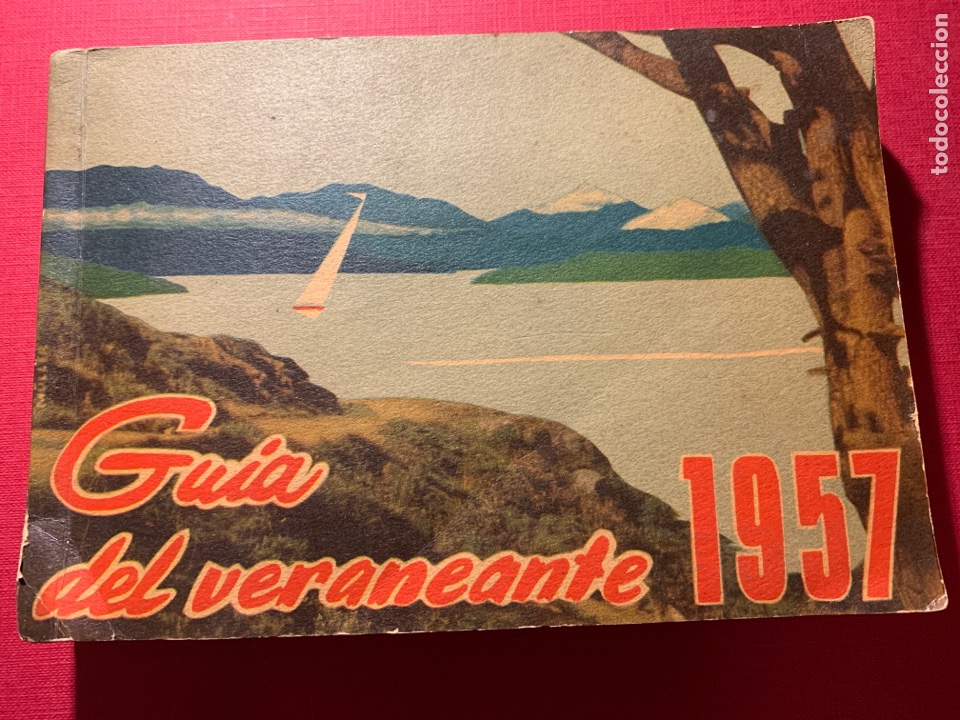 Guia
del veraneante 1957
todocoleccion